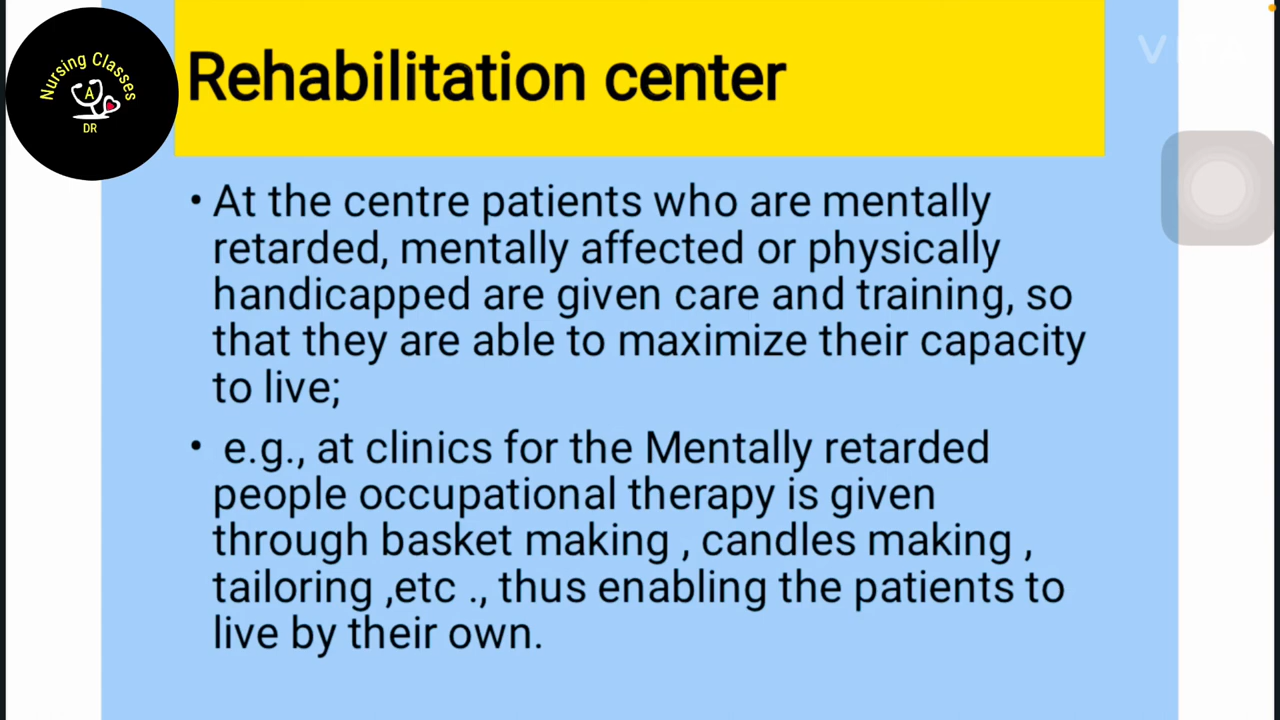 Nursing Classes
A
DR
VITA
Rehabilitation center
• At the centre patients who are mentally
retarded, mentally affected or physically
handicapped are given care and training, so
that they are able to maximize their capacity
to live;
• e.g., at clinics for the Mentally retarded
people occupational therapy is given
through basket making , candles making ,
tailoring ,etc ., thus enabling the patients to
live by their own.